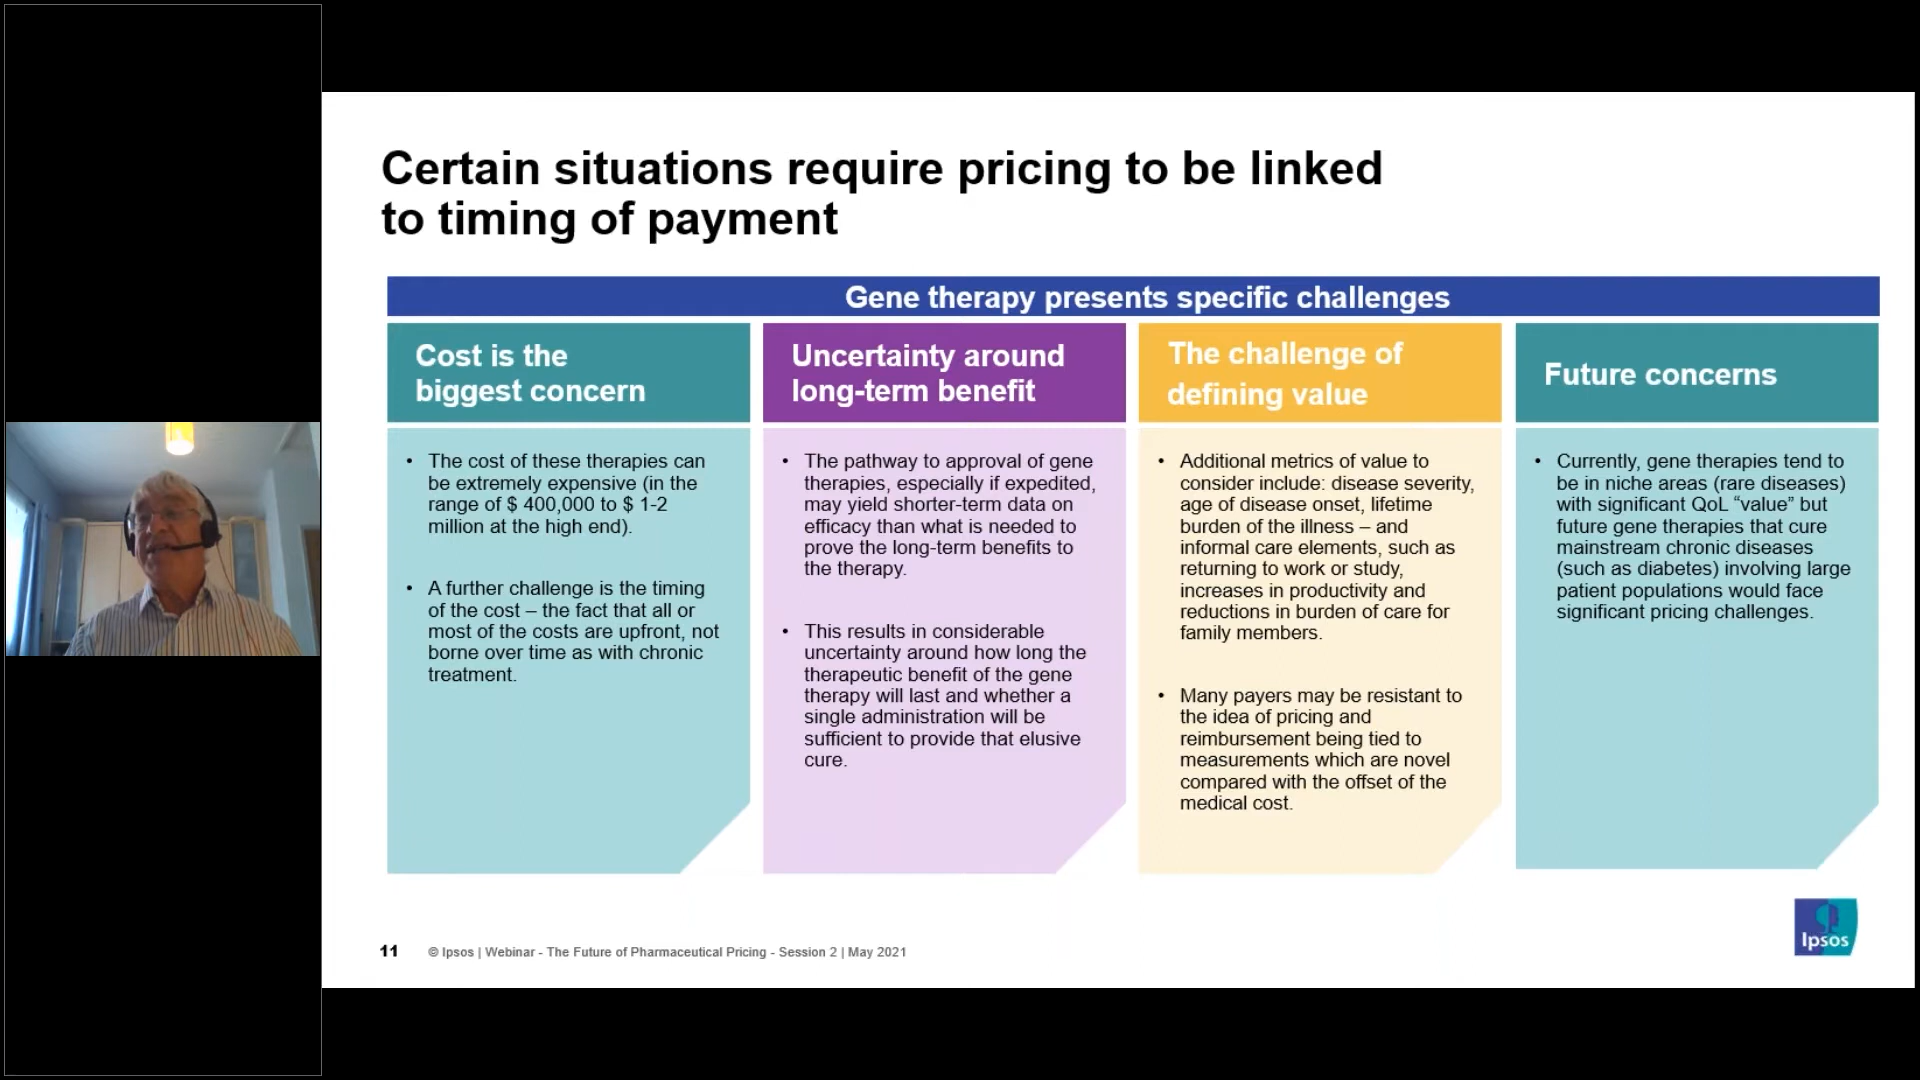 Certain situations require pricing to be linked
to timing of payment
Gene therapy presents specific challenges
Cost is the
biggest concern
• The cost of these therapies can
be extremely expensive (in the
range of $ 400,000 to $ 1-2
million at the high end).
• A further challenge is the timing
of the cost – the fact that all or
most of the costs are upfront, not
borne over time as with chronic
treatment.
Uncertainty around
long-term benefit
• The pathway to approval of gene
therapies, especially if expedited,
may yield shorter-term data on
efficacy than what is needed to
prove the long-term benefits to
the therapy.
• This results in considerable
uncertainty around how long the
therapeutic benefit of the gene
therapy will last and whether a
single administration will be
sufficient to provide that elusive
cure.
The challenge of
defining value
• Additional metrics of value to
consider include: disease severity,
age of disease onset, lifetime
burden of the illness – and
informal care elements, such as
returning to work or study,
increases in productivity and
reductions in burden of care for
family members.
• Many payers may be resistant to
the idea of pricing and
reimbursement being tied to
measurements which are novel
compared with the offset of the
medical cost.
Future concerns
• Currently, gene therapies tend to
be in niche areas (rare diseases)
with significant QoL “value” but
future gene therapies that cure
mainstream chronic diseases
(such as diabetes) involving large
patient populations would face
significant pricing challenges.
11 © Ipsos | Webinar - The Future of Pharmaceutical Pricing - Session 2 | May 2021
Ipsos